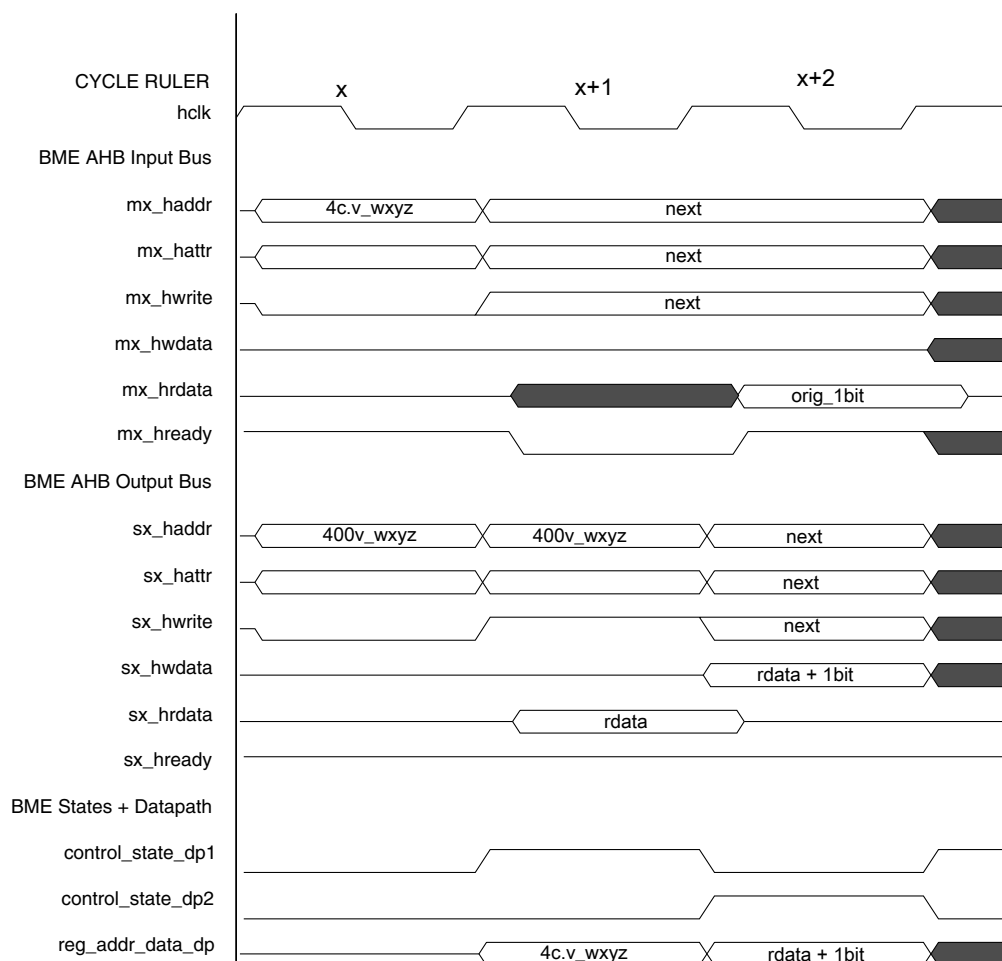 CYCLE RULER x x+1 x+2
hclk
BME AHB Input Bus
mx_haddr 4c.v_wxyz next
mx_hattr next
mx_hwrite next
mx_hwdata
mx_hrdata orig_1bit
mx_hready
BME AHB Output Bus
sx_haddr 400v_wxyz 400v_wxyz next
sx_hattr next
sx_hwrite next
sx_hwdata rdata + 1bit
sx_hrdata rdata
sx_hready
BME States + Datapath
control_state_dp1
control_state_dp2
reg_addr_data_dp 4c.v_wxyz rdata + 1bit